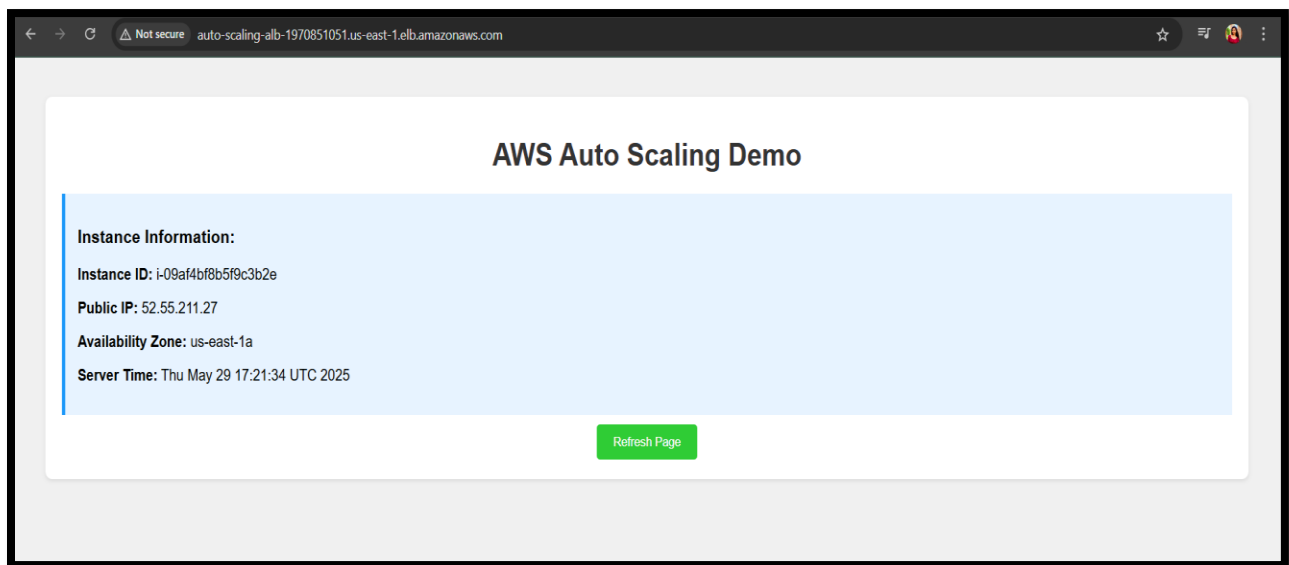 Not secure auto-scaling-alb-1970851051.us-east-1.elb.amazonaws.com
AWS Auto Scaling Demo
Instance Information:
Instance ID: i-09af4bf8b5f9c3b2e
Public IP: 52.55.211.27
Availability Zone: us-east-1a
Server Time: Thu May 29 17:21:34 UTC 2025
Refresh Page